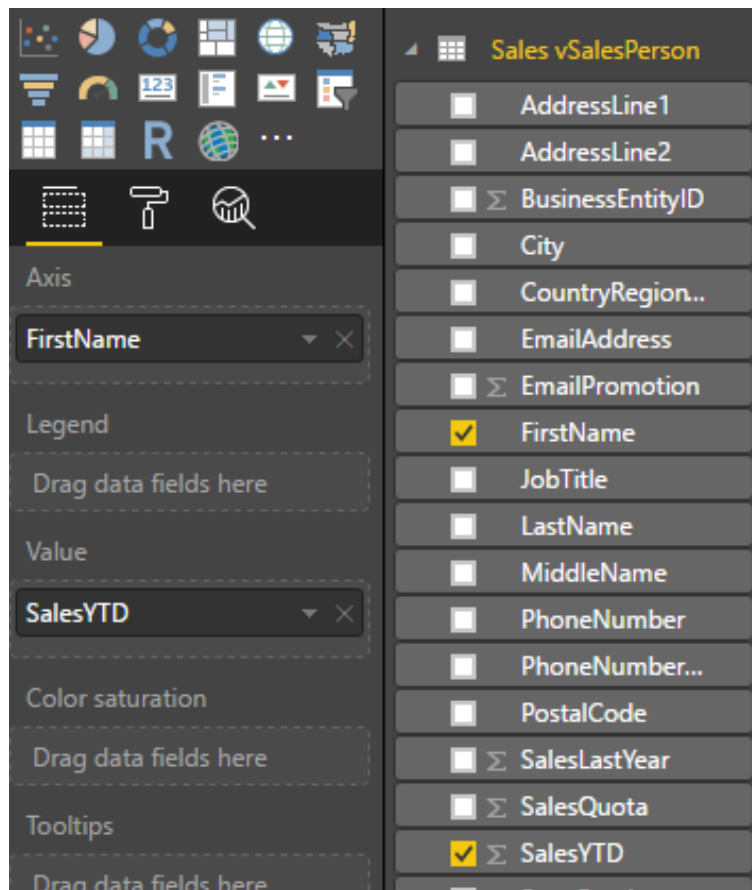 123
R
Axis
FirstName
Legend
Drag data fields here
Value
SalesYTD
Color saturation
Drag data fields here
Tooltips
Drag data fields here
Sales vSalesPerson
AddressLine1
AddressLine2
Σ BusinessEntityID
City
CountryRegion...
EmailAddress
Σ EmailPromotion
FirstName
JobTitle
LastName
MiddleName
PhoneNumber
PhoneNumber...
PostalCode
Σ SalesLastYear
Σ SalesQuota
Σ SalesYTD